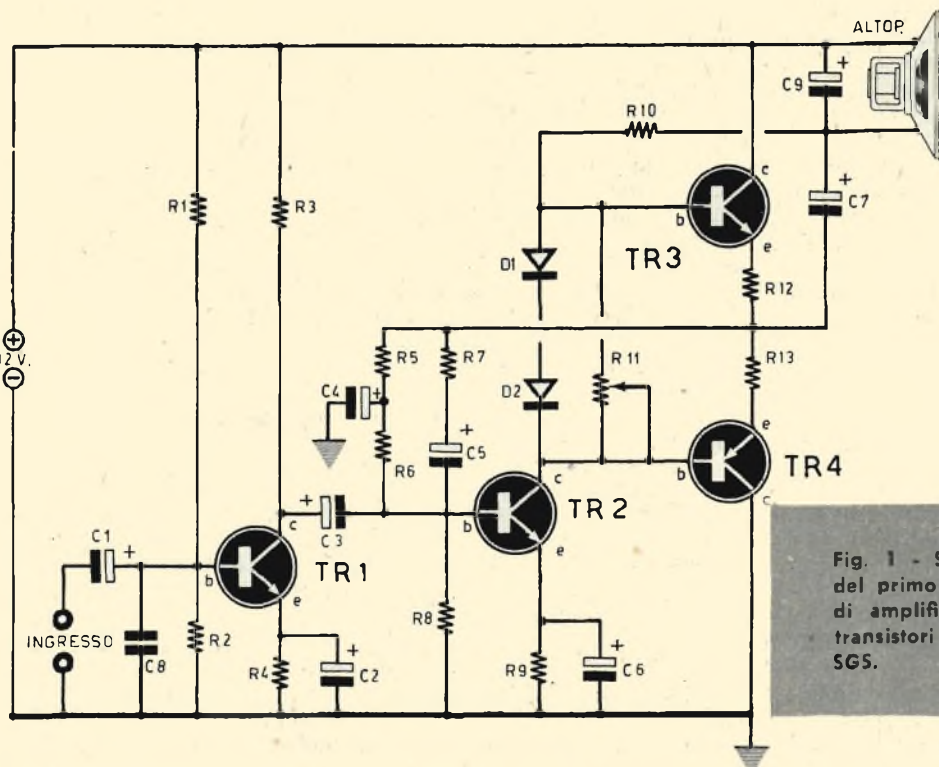 ALTOP.
C9
+
R10
R1
R3
b
c
C7
+
TR3
e
D1
R12
R5
R7
R11
R13
C4
+
D2
+
e
R6
C5
b
TR4
+
c
+
c
C3
b
TR2
c
C1
+
b
TR1
e
e
R8
INGRESSO
C8
R2
R4
+
C2
R9
+
C6
+
12 V.
-
Fig. 1 - S
del primo
di amplifi
transistori
SGS.